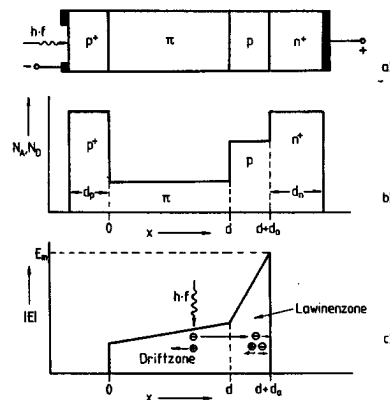 h·f
p⁺ π p n⁺
− +
a)
N_A,N_D
p⁺ π p n⁺
d_p d_n
b)
0 x d d+d_a
E_m
|E|
h·f
Lawinenzone
⊖ ⊖
⊕ ⊕ ⊖
Driftzone
c)
0 x d d+d_a